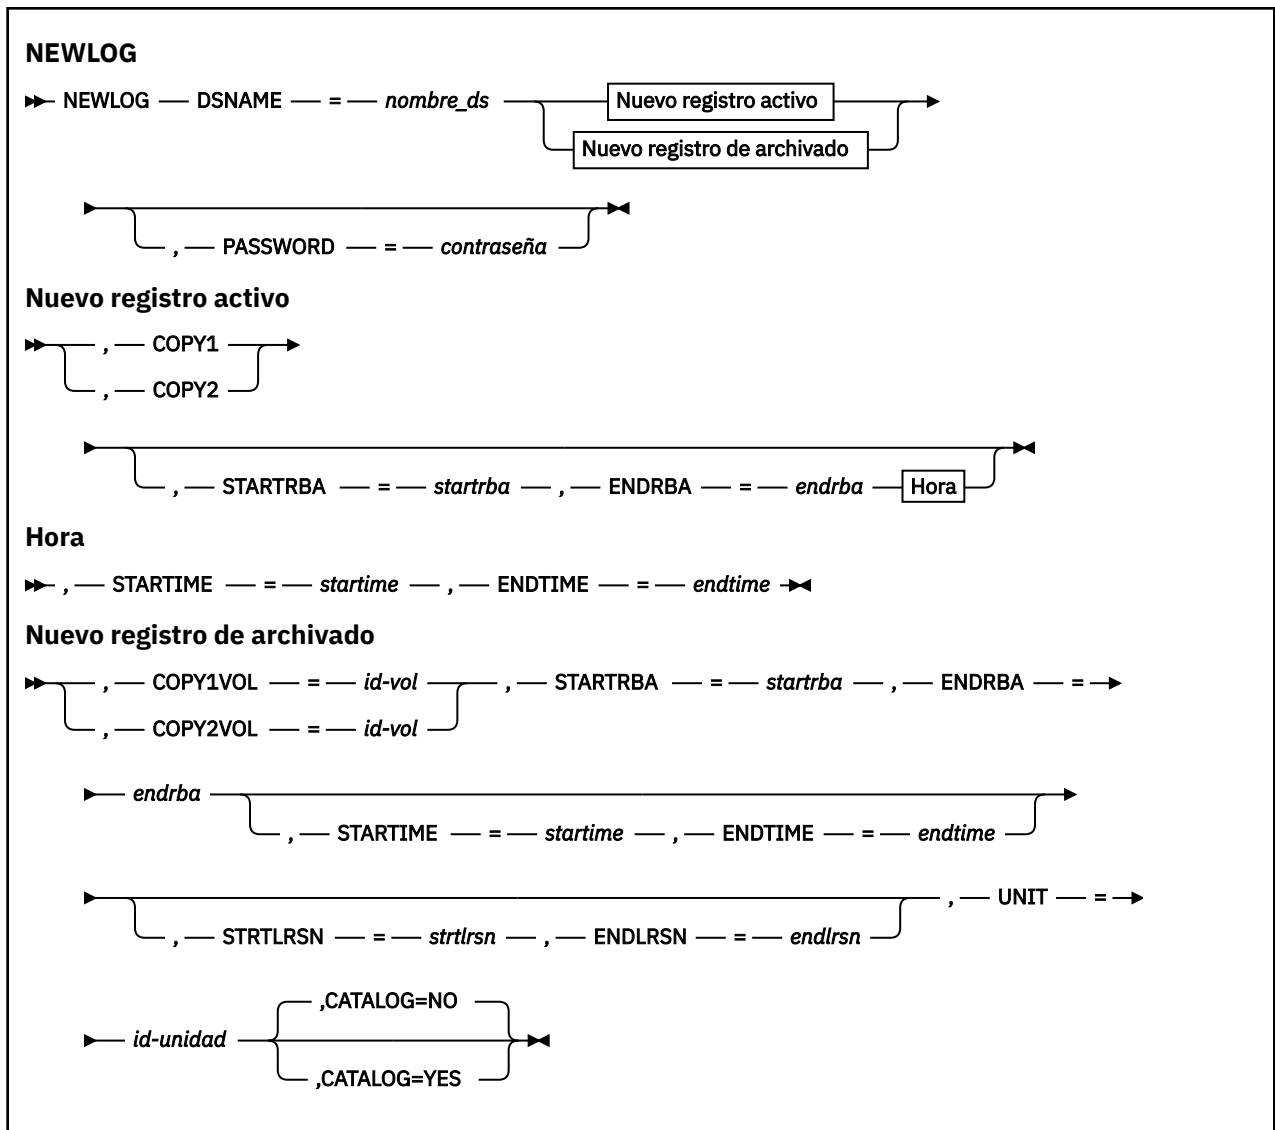 NEWLOG
NEWLOG DSNAME = nombre_ds Nuevo registro activo
Nuevo registro de archivado
, PASSWORD = contraseña
Nuevo registro activo
, COPY1
, COPY2
, STARTRBA = startrba , ENDRBA = endrba Hora
Hora
, STARTIME = startime , ENDTIME = endtime
Nuevo registro de archivado
, COPY1VOL = id-vol , STARTRBA = startrba , ENDRBA =
, COPY2VOL = id-vol
endrba
, STARTIME = startime , ENDTIME = endtime
, UNIT =
, STRTLRSN = strtlrsn , ENDLRSN = endlrsn
,CATALOG=NO
id-unidad
,CATALOG=YES